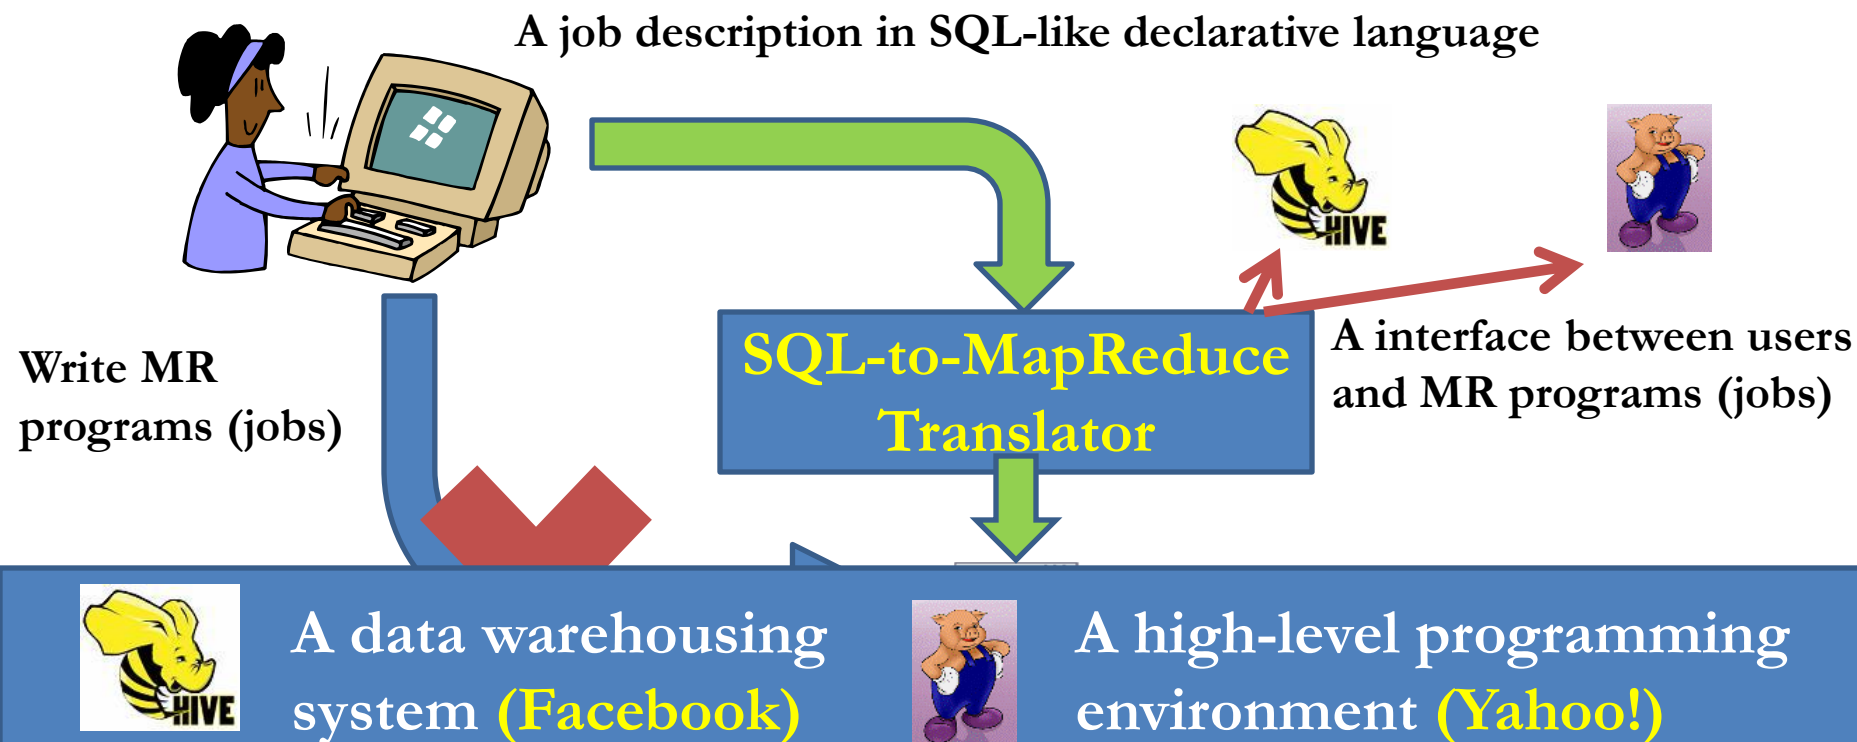 A job description in SQL-like declarative language
HIVE
Write MR
programs (jobs)
SQL-to-MapReduce
Translator
A interface between users
and MR programs (jobs)
HIVE
A data warehousing
system (Facebook)
A high-level programming
environment (Yahoo!)